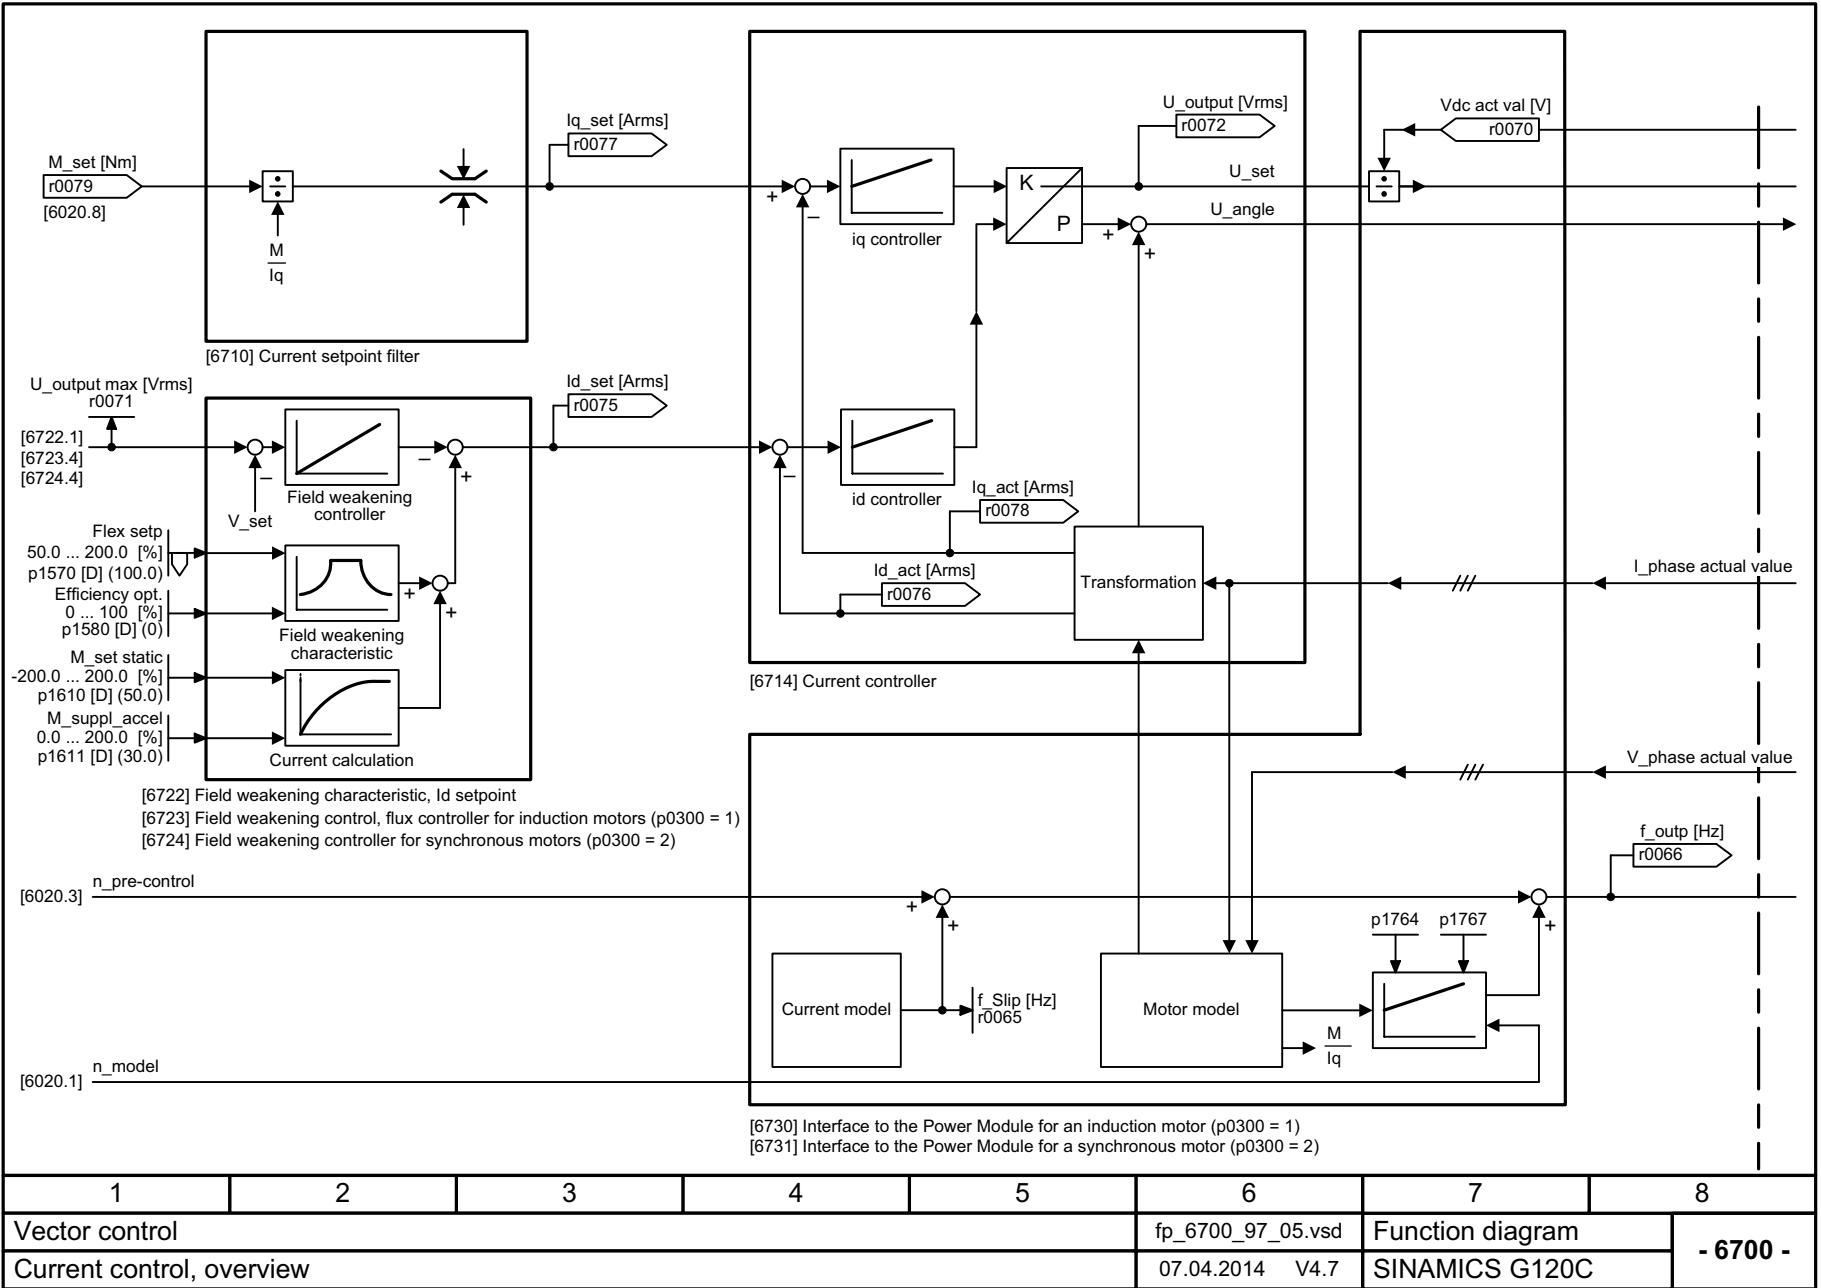 M_set [Nm]
r0079
[6020.8]
÷
M
Iq
Iq_set [Arms]
r0077
[6710] Current setpoint filter
U_output max [Vrms]
r0071
[6722.1]
[6723.4]
[6724.4]
+
–
iq controller
K
P
U_output [Vrms]
r0072
U_set
U_angle
+
+
Vdc act val [V]
r0070
÷
Id_set [Arms]
r0075
–
V_set
Field weakening
controller
–
+
–
id controller
Iq_act [Arms]
r0078
Id_act [Arms]
r0076
Transformation
I_phase actual value
Flex setp
50.0 ... 200.0 [%]
p1570 [D] (100.0)
Efficiency opt.
0 ... 100 [%]
p1580 [D] (0)
Field weakening
characteristic
+
+
M_set static
-200.0 ... 200.0 [%]
p1610 [D] (50.0)
M_suppl_accel
0.0 ... 200.0 [%]
p1611 [D] (30.0)
Current calculation
[6714] Current controller
[6722] Field weakening characteristic, Id setpoint
[6723] Field weakening control, flux controller for induction motors (p0300 = 1)
[6724] Field weakening controller for synchronous motors (p0300 = 2)
V_phase actual value
f_outp [Hz]
r0066
[6020.3]
n_pre-control
+
+
+
p1764
p1767
Current model
f_Slip [Hz]
r0065
Motor model
M
Iq
[6020.1]
n_model
[6730] Interface to the Power Module for an induction motor (p0300 = 1)
[6731] Interface to the Power Module for a synchronous motor (p0300 = 2)
1 2 3 4 5 6 7 8
Vector control
fp_6700_97_05.vsd
Function diagram
- 6700 -
Current control, overview
07.04.2014 V4.7
SINAMICS G120C